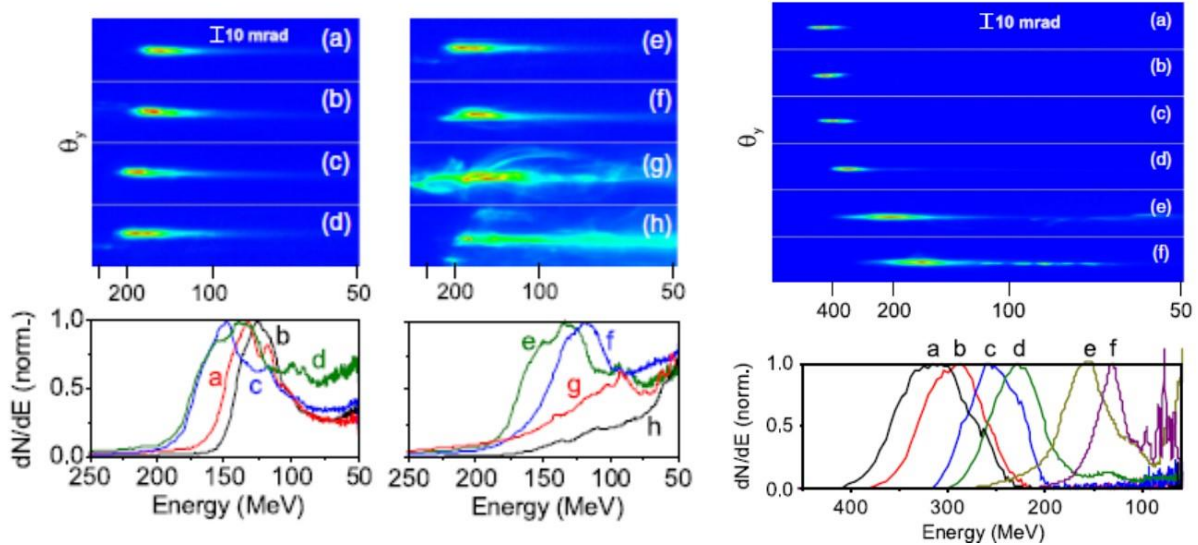 10 mrad
(a)
(b)
(c)
(d)
θy
200 100 50
(e)
(f)
(g)
(h)
200 100 50
10 mrad
(a)
(b)
(c)
(d)
(e)
(f)
θy
400 200 100 50
dN/dE (norm.)
1.0
0.5
0.0
a b c d
250 200 150 100 50
Energy (MeV)
e f g h
250 200 150 100 50
Energy (MeV)
dN/dE (norm.)
1.0
0.5
0.0
a b c d e f
400 300 200 100
Energy (MeV)